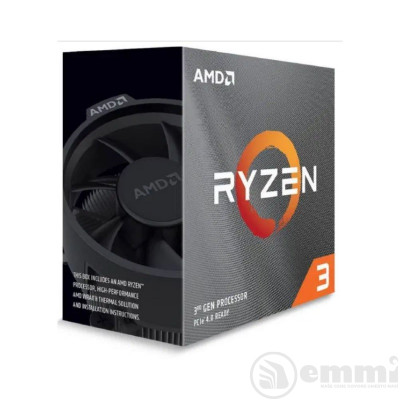 AMD
AMD
AMD
RYZEN
3
3RD GEN PROCESSOR
PCIe 4.0 READY
THIS BOX INCLUDES AN AMD RYZEN™
PROCESSOR, HIGH-PERFORMANCE
AMD WRAITH THERMAL SOLUTION
AND INSTALLATION INSTRUCTIONS
emmi